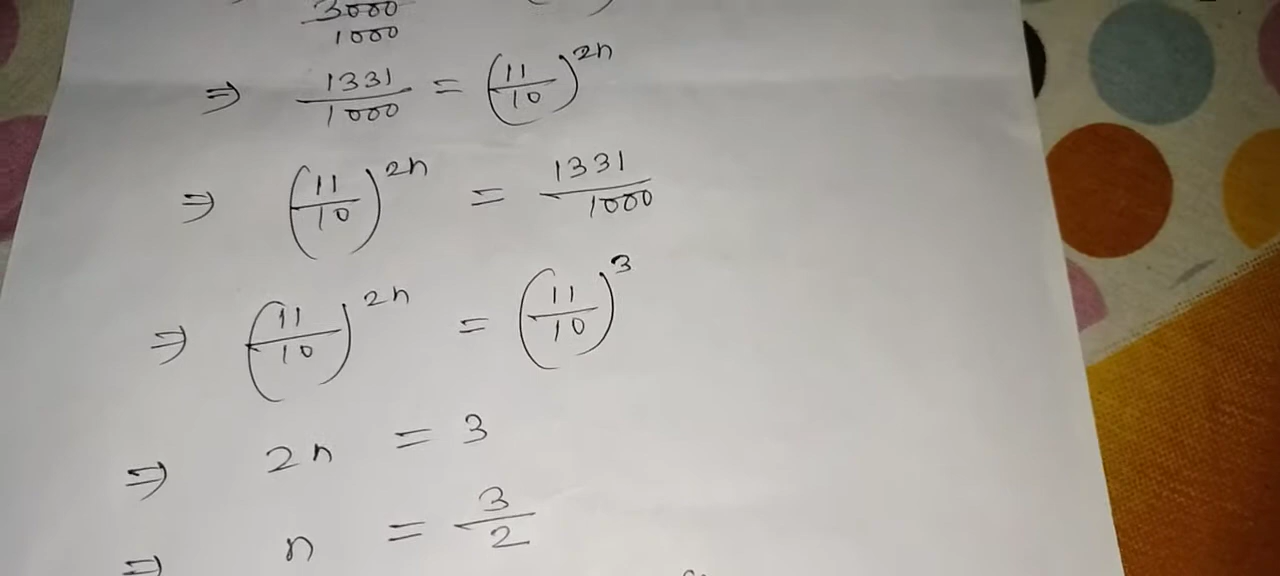 3000/1000
⇒ 1331/1000 = (11/10)^2n
⇒ (11/10)^2n = 1331/1000
⇒ (11/10)^2n = (11/10)^3
⇒ 2n = 3
⇒ n = 3/2